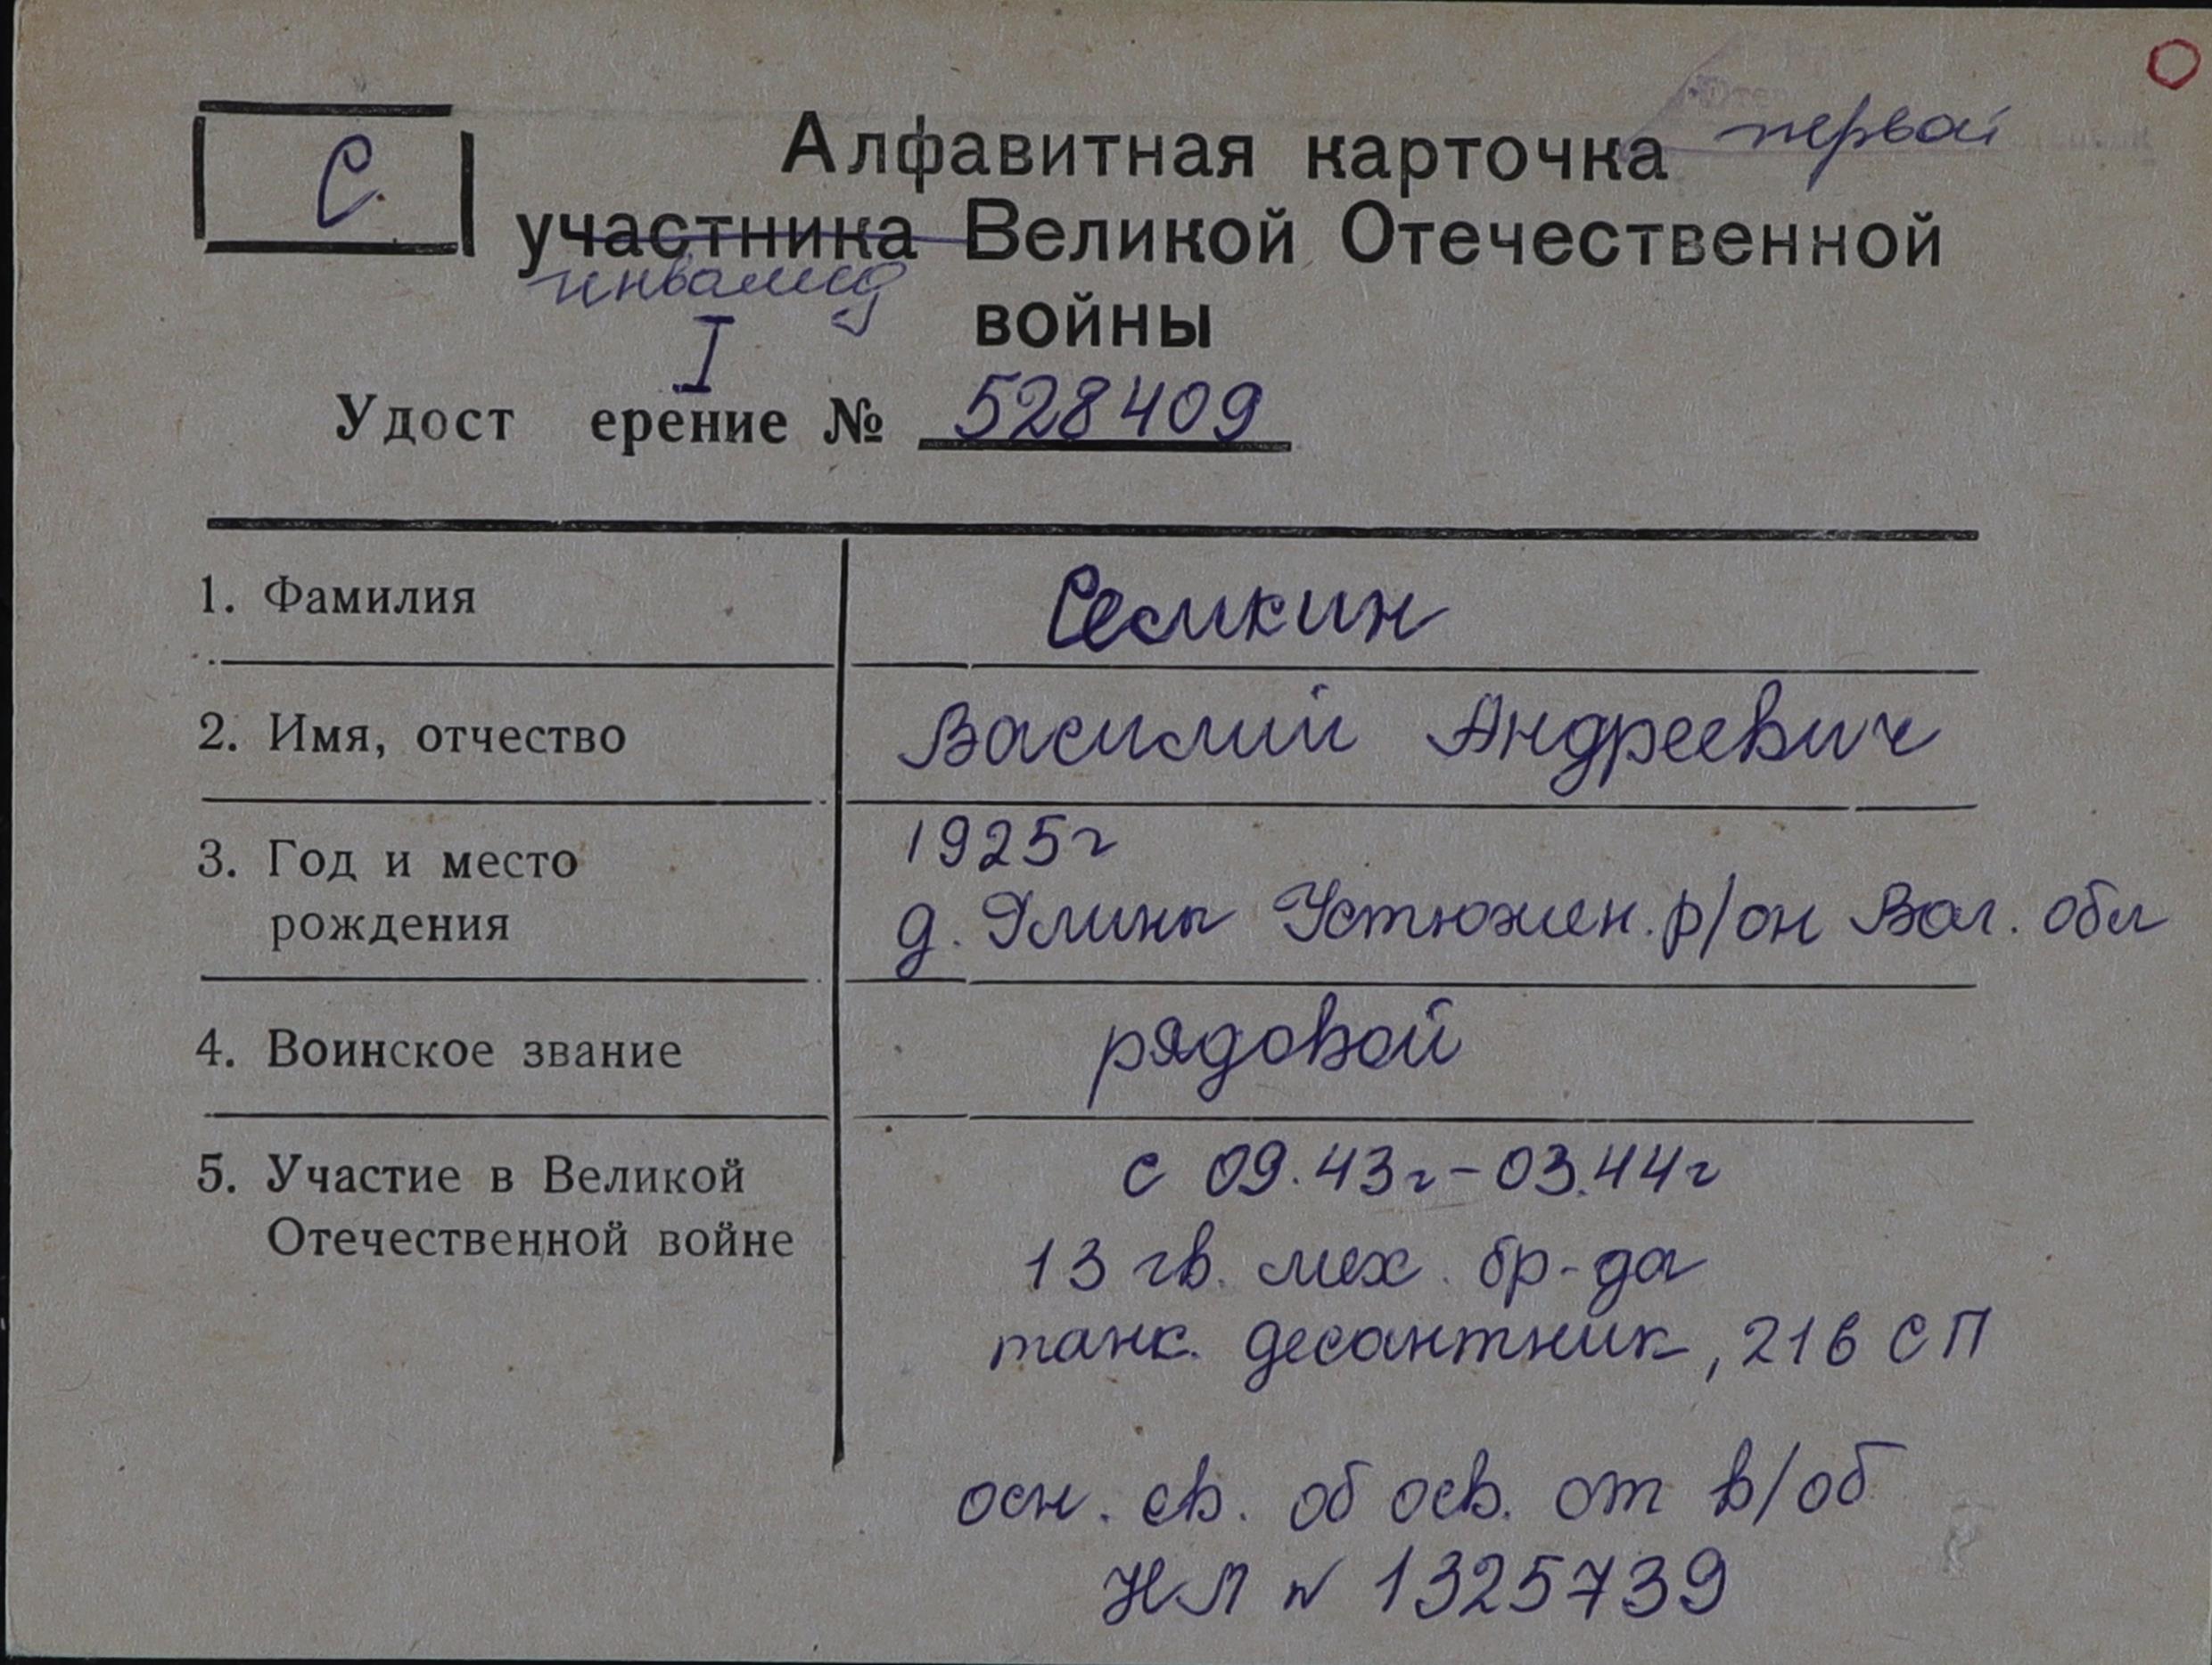 С.
Алфавитная карточка первой
участника Великой Отечественной
инвалид
войны
I
Удост ерение № 528409
1. Фамилия Семкин
2. Имя, отчество Василий Андреевич
3. Год и место 1925г
рождения д. Глины Устюжен. р/он Вол. обл
4. Воинское звание рядовой
5. Участие в Великой с 09.43г-03.44г
Отечественной войне 13 гв. мех. бр-да
танк. десантник, 216 СП
осн. св. об осв. от в/об
НЛ № 1325739